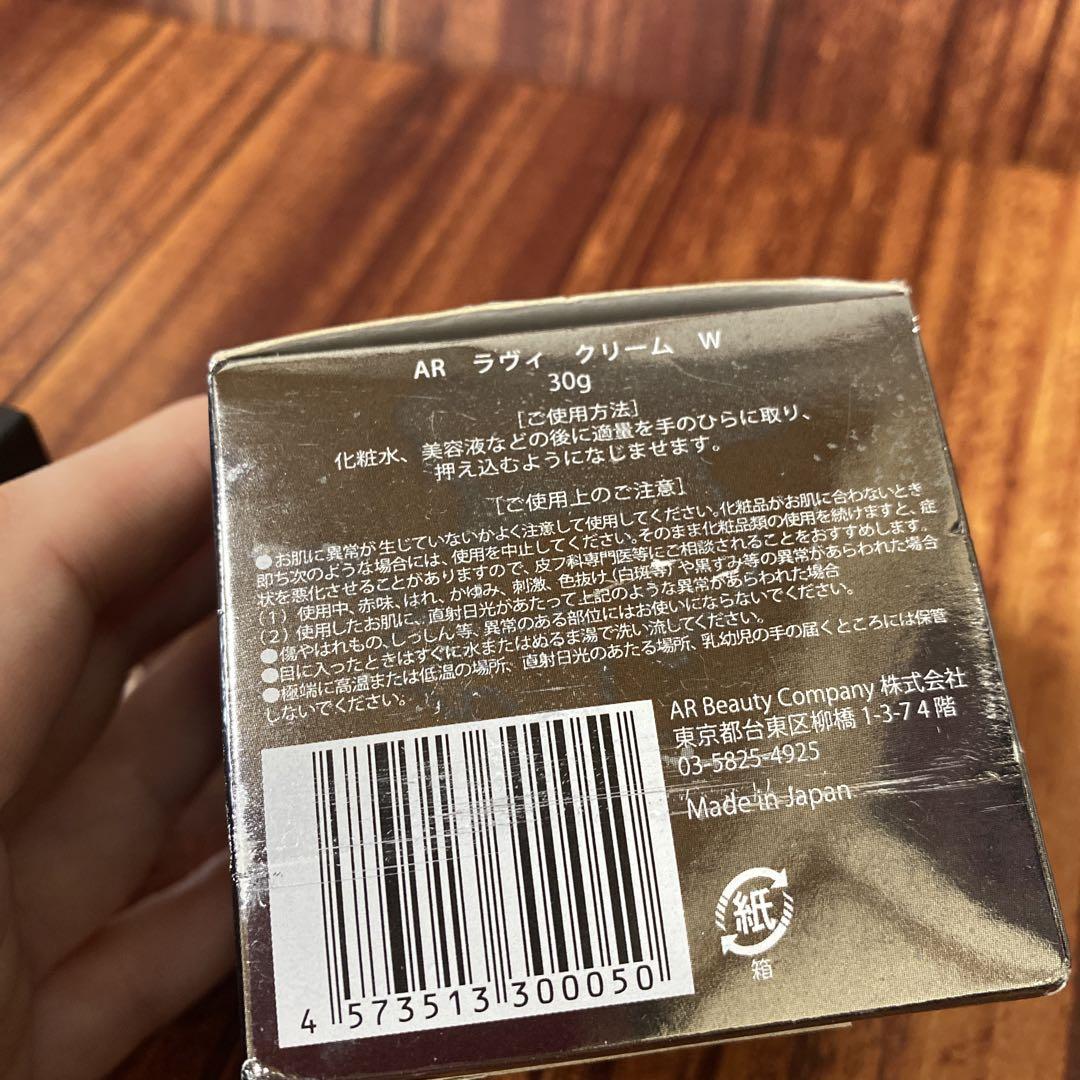 AR ラヴィ クリーム W
30g
[ご使用方法]
化粧水、美容液などの後に適量を手のひらに取り、
押え込むようになじませます。
[ご使用上のご注意]
●お肌に異常が生じていないかよく注意して使用してください。化粧品がお肌に合わないとき
即ち次のような場合には、使用を中止してください。そのまま化粧品類の使用を続けますと、症
状を悪化させることがありますので、皮フ科専門医等にご相談されることをおすすめします。
(1) 使用中、赤味、はれ、かゆみ、刺激、色抜け(白斑等)や黒ずみ等の異常があらわれた場合
(2) 使用したお肌に、直射日光があたって上記のような異常があらわれた場合
●傷やはれもの、しっしん等、異常のある部位にはお使いにならないでください。
●目に入ったときはすぐに水またはぬるま湯で洗い流してください。
●極端に高温または低温の場所、直射日光のあたる場所、乳幼児の手の届くところには保管
しないでください。
AR Beauty Company 株式会社
東京都台東区柳橋 1-3-7 4 階
03-5825-4925
Made in Japan
紙
箱
4 573513 300050